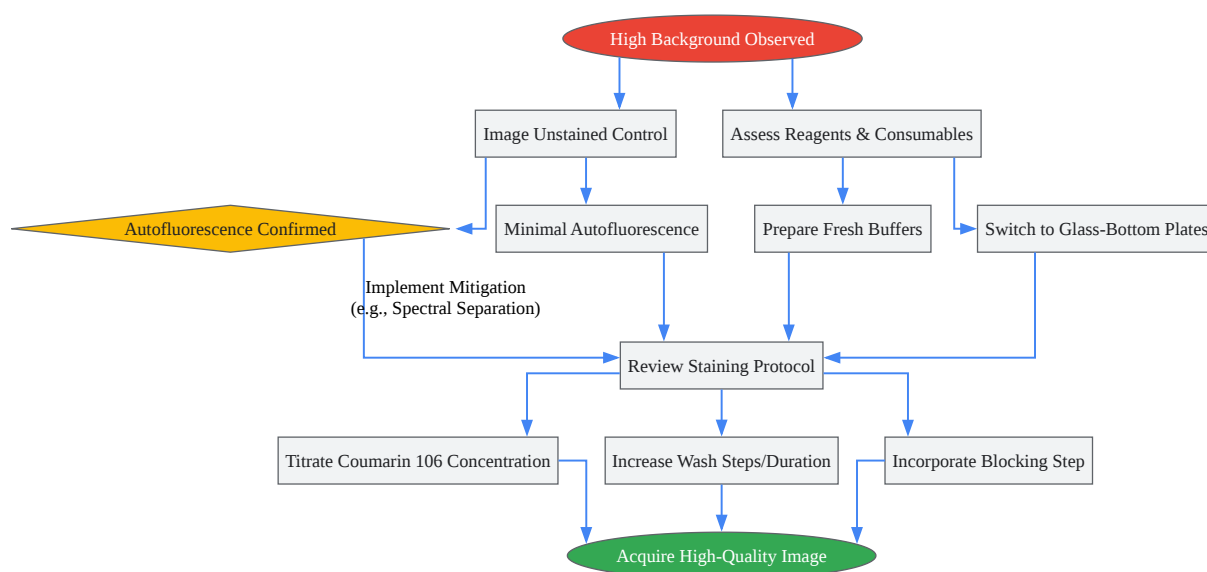 High Background Observed
Image Unstained Control
Assess Reagents & Consumables
Autofluorescence Confirmed
Minimal Autofluorescence
Prepare Fresh Buffers
Switch to Glass-Bottom Plates
Implement Mitigation
(e.g., Spectral Separation)
Review Staining Protocol
Titrate Coumarin 106 Concentration
Increase Wash Steps/Duration
Incorporate Blocking Step
Acquire High-Quality Image